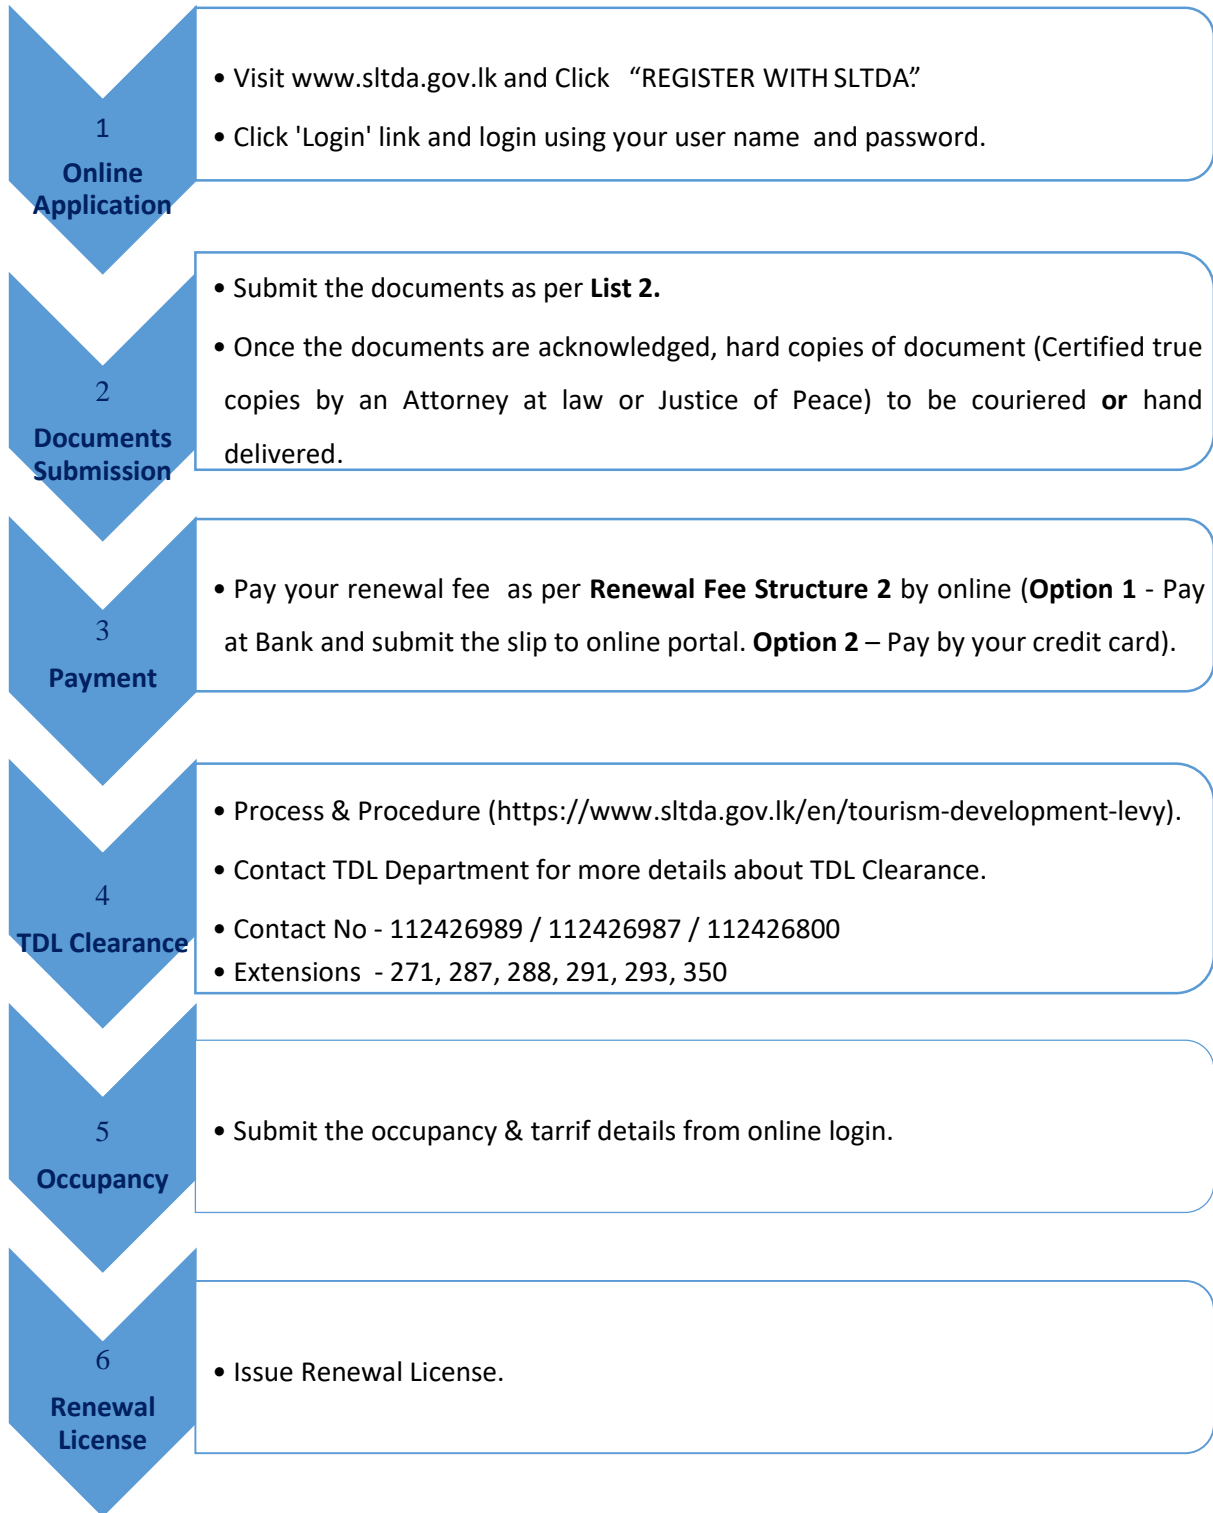 1
Online
Application
• Visit www.sltda.gov.lk and Click “REGISTER WITH SLTDA”.
• Click 'Login' link and login using your user name and password.
2
Documents
Submission
• Submit the documents as per List 2.
• Once the documents are acknowledged, hard copies of document (Certified true
copies by an Attorney at law or Justice of Peace) to be couriered or hand
delivered.
3
Payment
• Pay your renewal fee as per Renewal Fee Structure 2 by online (Option 1 - Pay
at Bank and submit the slip to online portal. Option 2 – Pay by your credit card).
4
TDL Clearance
• Process & Procedure (https://www.sltda.gov.lk/en/tourism-development-levy).
• Contact TDL Department for more details about TDL Clearance.
• Contact No - 112426989 / 112426987 / 112426800
• Extensions - 271, 287, 288, 291, 293, 350
5
Occupancy
• Submit the occupancy & tarrif details from online login.
6
Renewal
License
• Issue Renewal License.